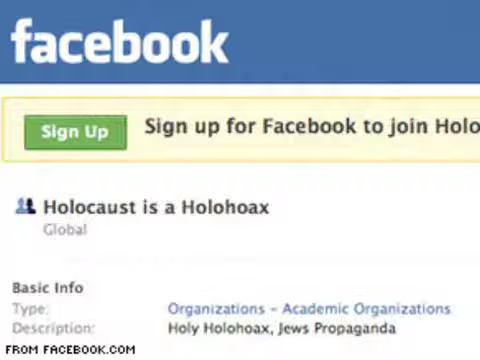 facebook
Sign Up
Sign up for Facebook to join Holo
Holocaust is a Holohoax
Global
Basic Info
Type: Organizations - Academic Organizations
Description: Holy Holohoax, Jews Propaganda
FROM FACEBOOK.COM